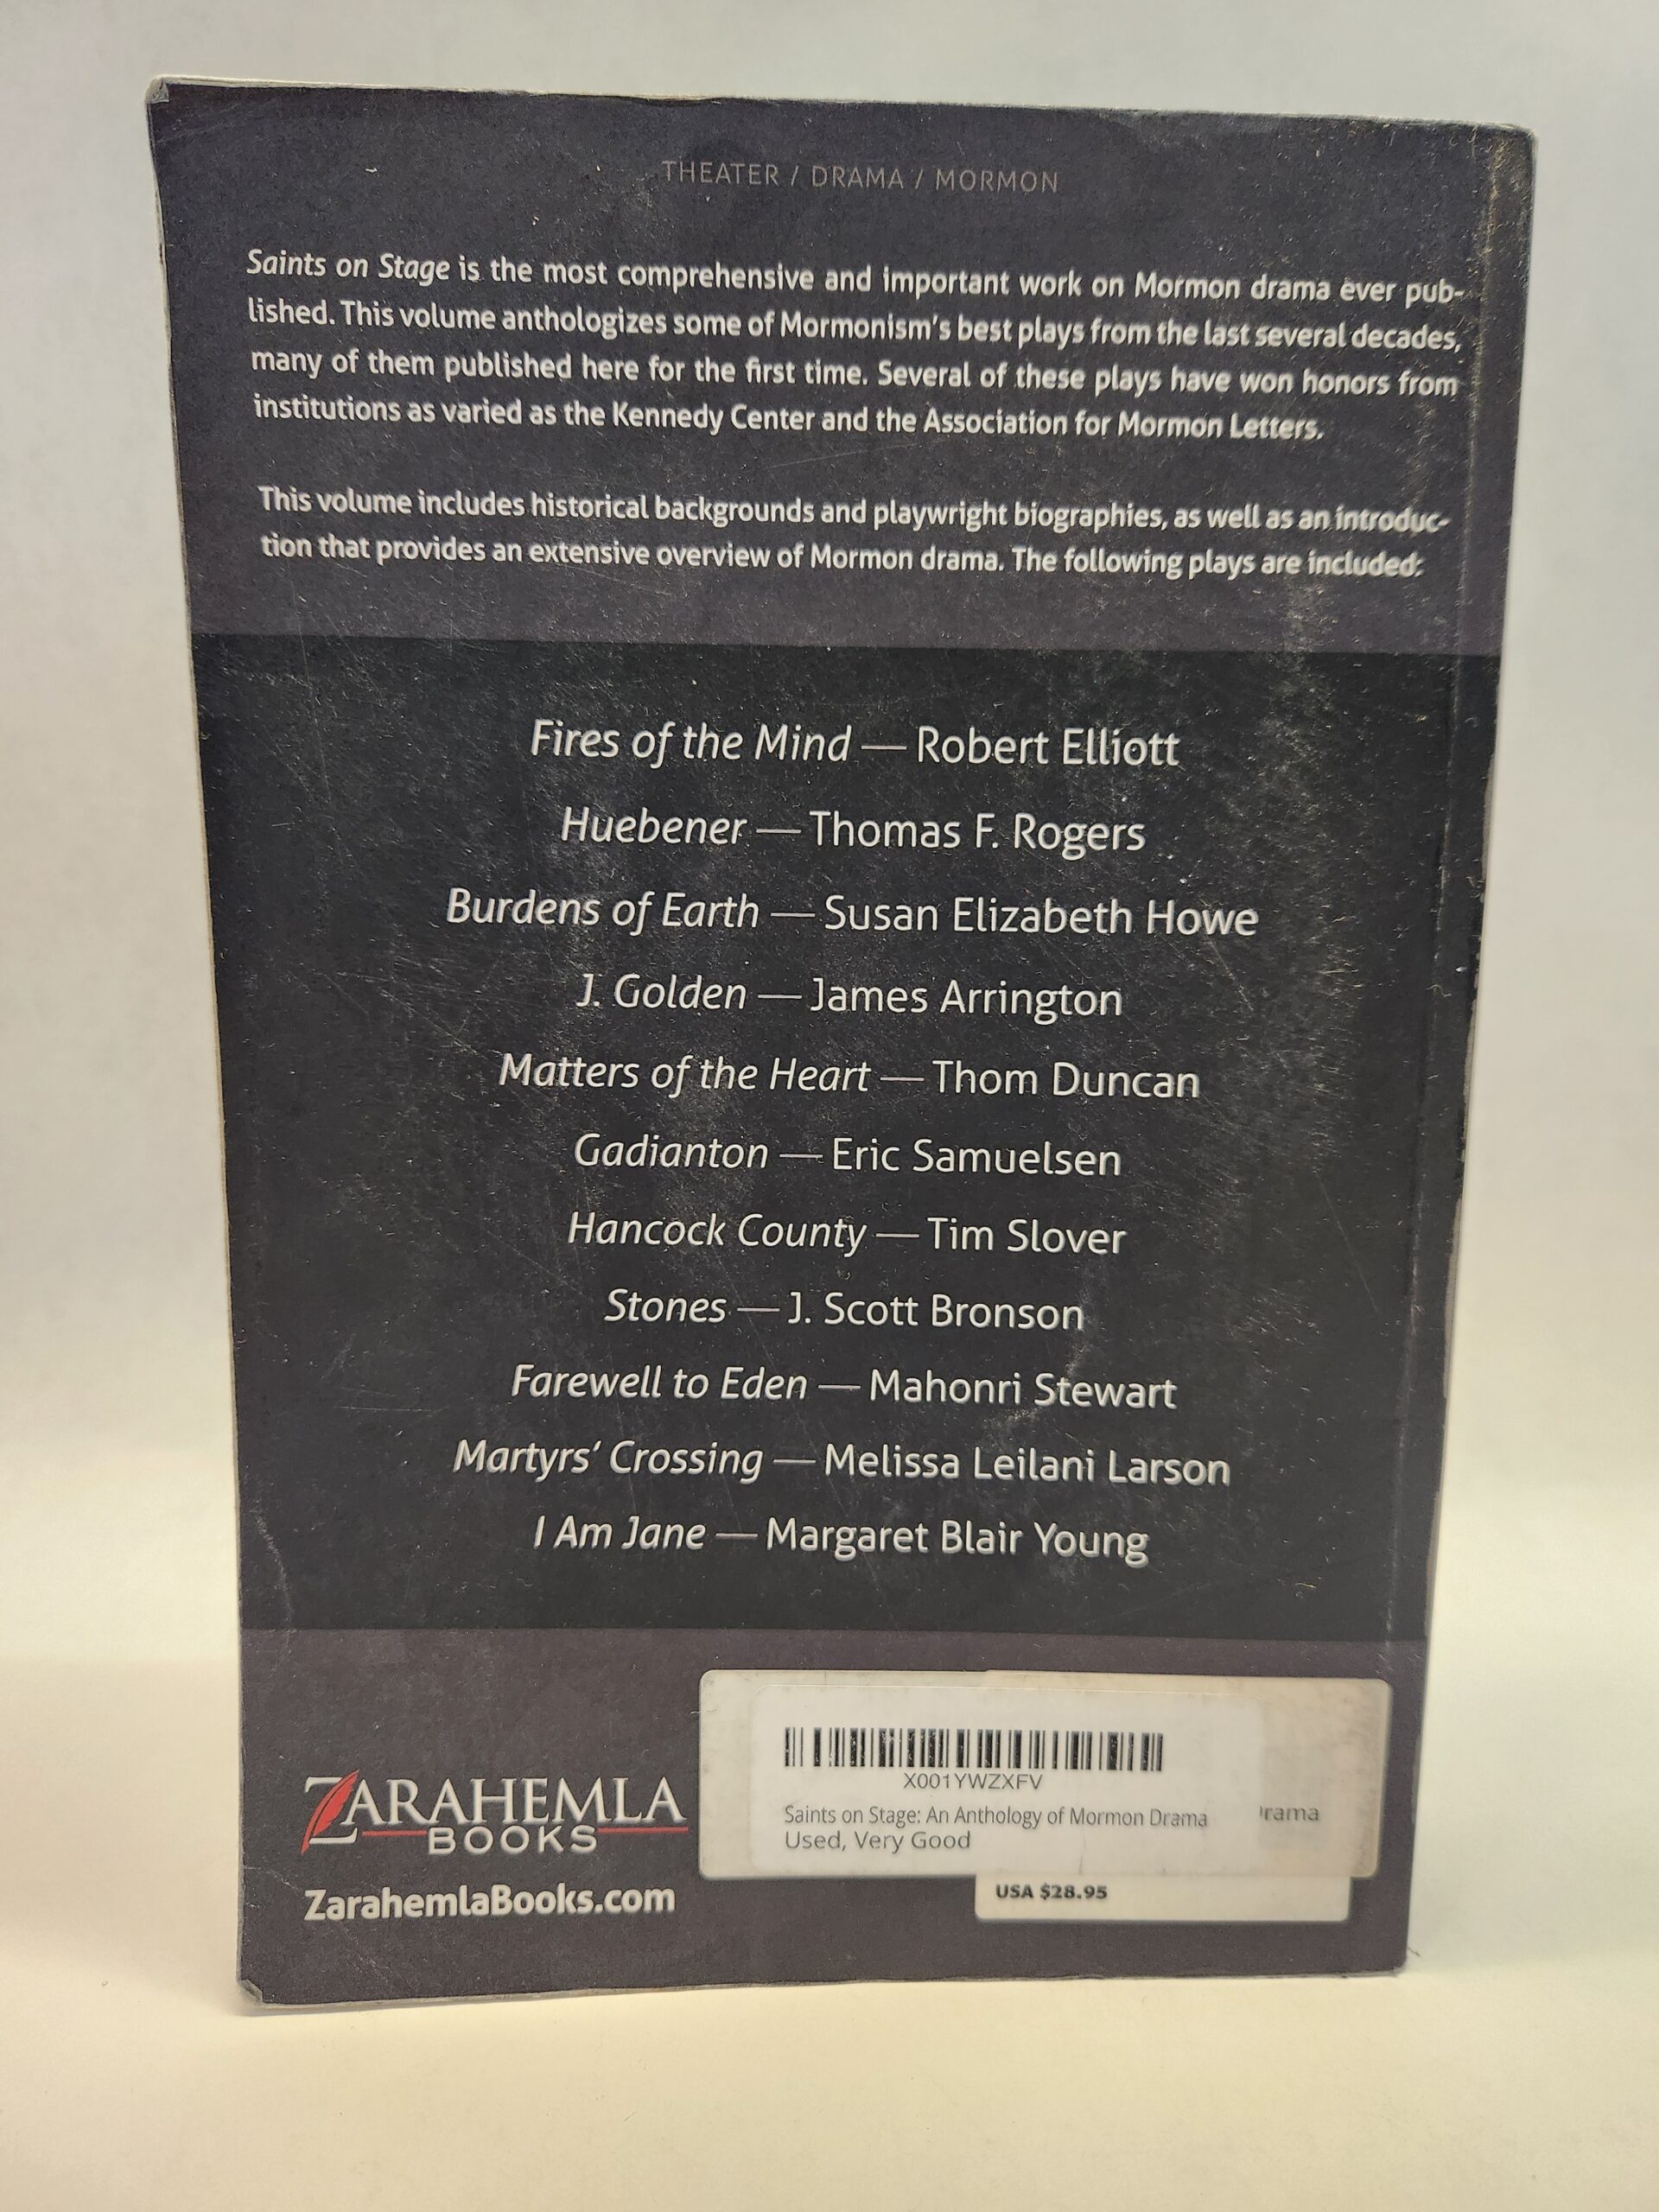 THEATER / DRAMA / MORMON
Saints on Stage is the most comprehensive and important work on Mormon drama ever pub-
lished. This volume anthologizes some of Mormonism's best plays from the last several decades,
many of them published here for the first time. Several of these plays have won honors from
institutions as varied as the Kennedy Center and the Association for Mormon Letters.
This volume includes historical backgrounds and playwright biographies, as well as an introduc-
tion that provides an extensive overview of Mormon drama. The following plays are included:
Fires of the Mind — Robert Elliott
Huebener — Thomas F. Rogers
Burdens of Earth — Susan Elizabeth Howe
J. Golden — James Arrington
Matters of the Heart — Thom Duncan
Gadianton — Eric Samuelsen
Hancock County — Tim Slover
Stones — J. Scott Bronson
Farewell to Eden — Mahonri Stewart
Martyrs' Crossing — Melissa Leilani Larson
I Am Jane — Margaret Blair Young
ZARAHEMLA
BOOKS
ZarahemlaBooks.com
X001YWZXFV
Saints on Stage: An Anthology of Mormon Drama
Used, Very Good
rama
USA $28.95